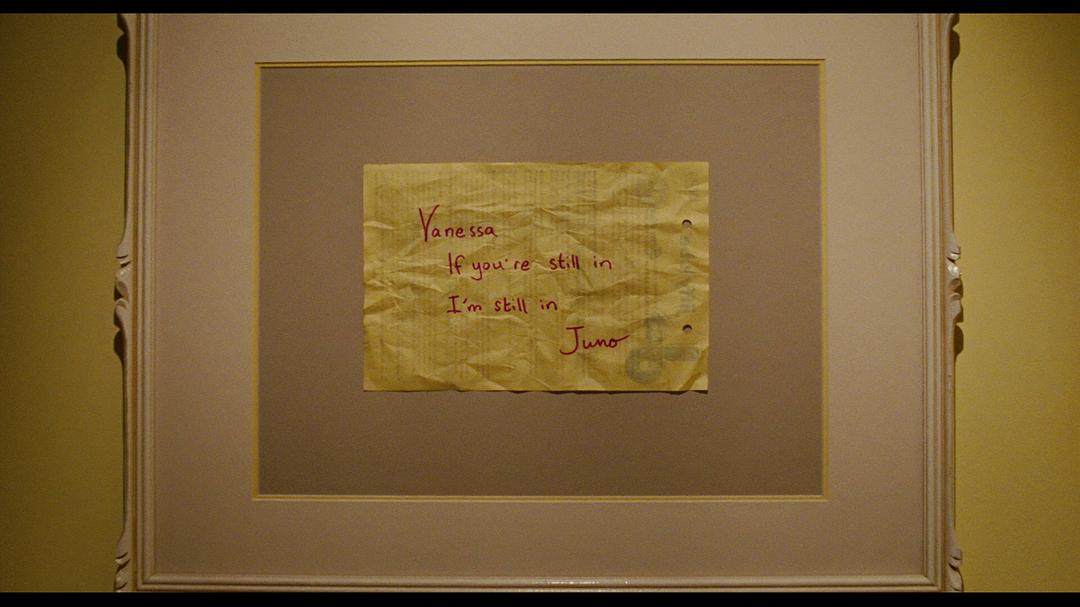 Vanessa
If you're still in
I'm still in
Juno